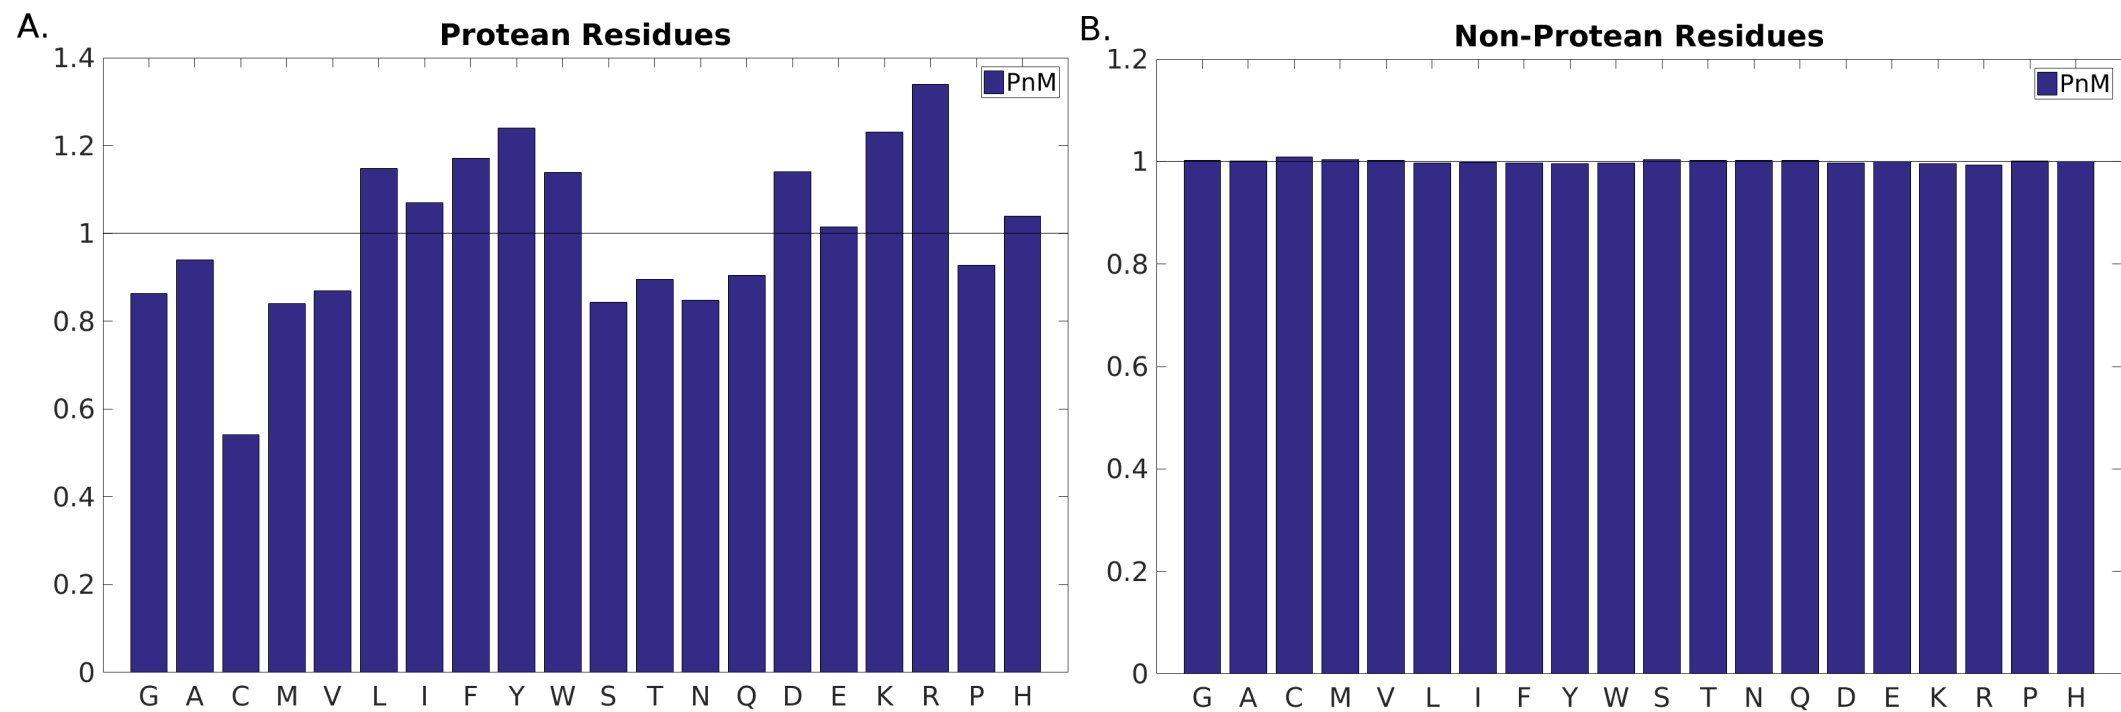 A.
Protean Residues
PnM
1.4
1.2
1
0.8
0.6
0.4
0.2
0
G A C M V L I F Y W S T N Q D E K R P H
B.
Non-Protean Residues
PnM
1.2
1
0.8
0.6
0.4
0.2
0
G A C M V L I F Y W S T N Q D E K R P H